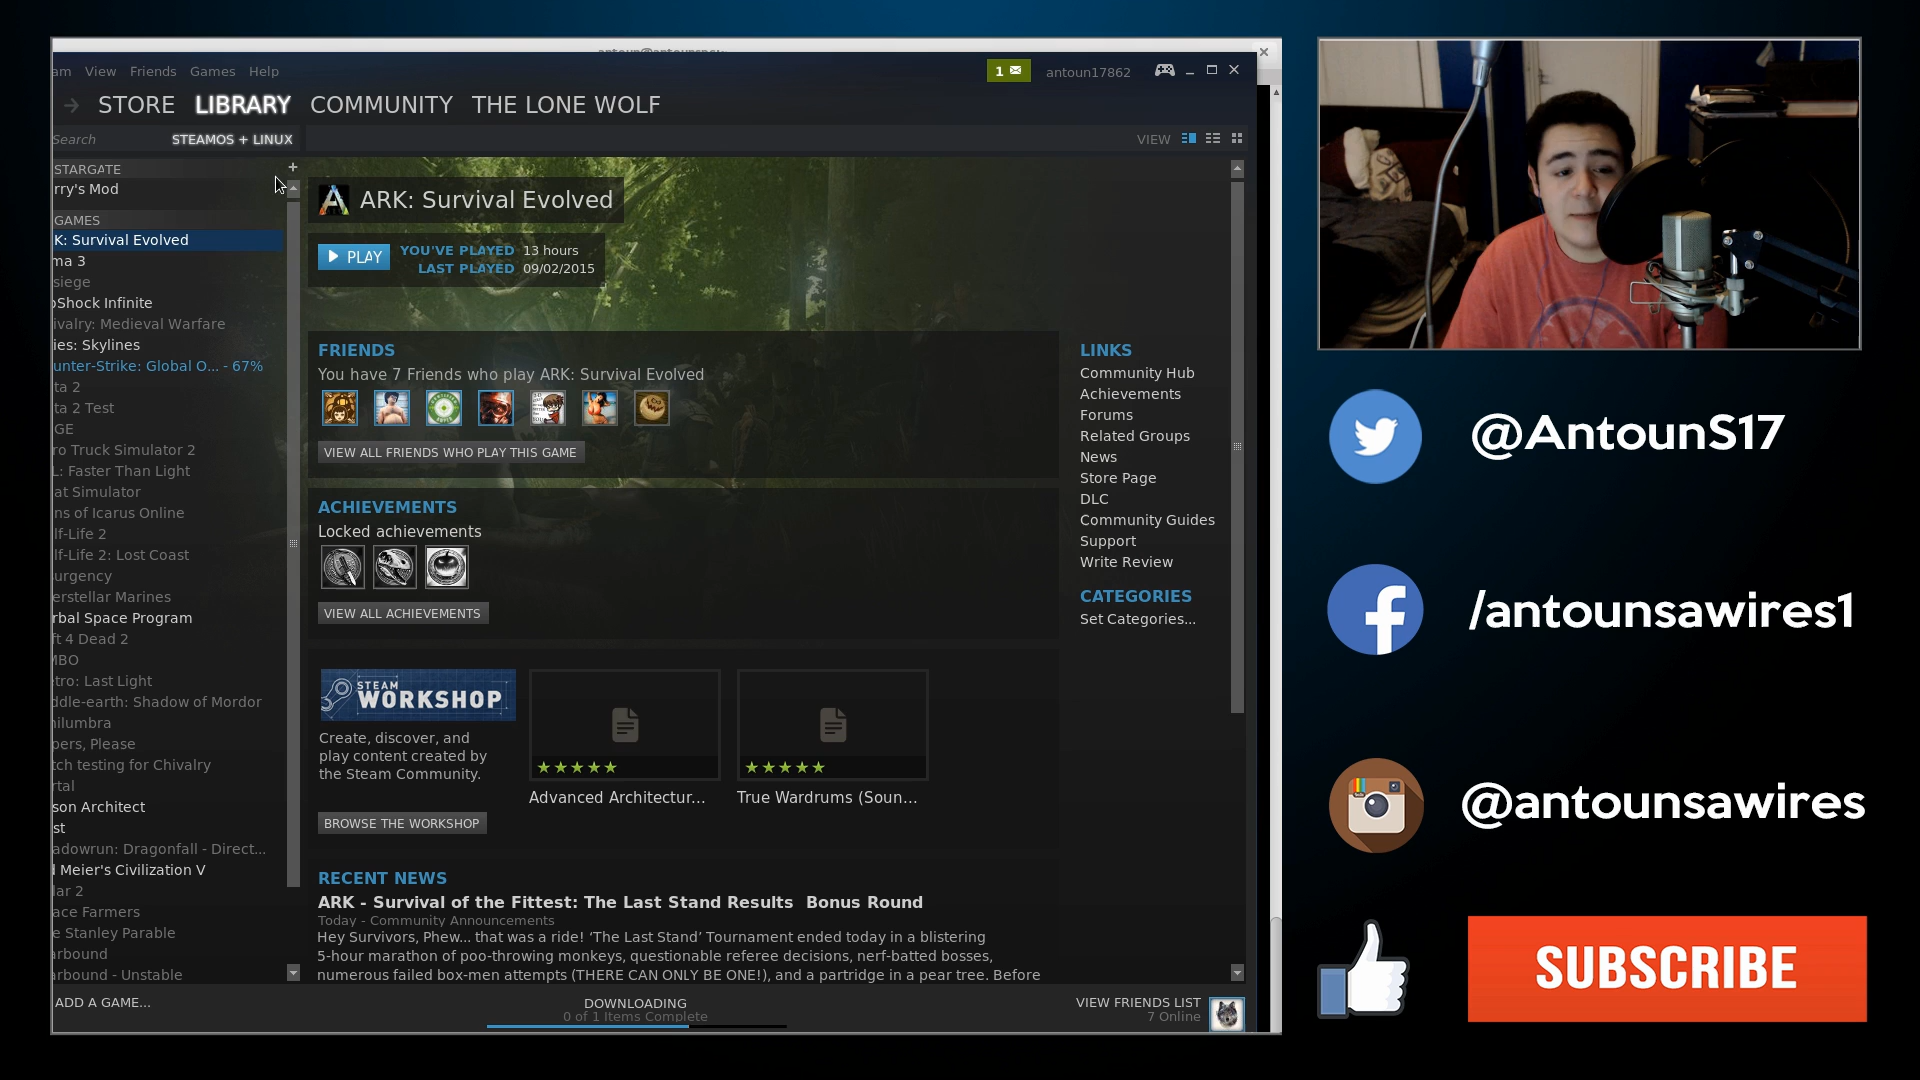 am View Friends Games Help
1
antoun17862
STORE LIBRARY COMMUNITY THE LONE WOLF
Search STEAMOS + LINUX
VIEW
STARGATE +
rry's Mod
GAMES
K: Survival Evolved
ma 3
siege
oShock Infinite
ivalry: Medieval Warfare
ies: Skylines
unter-Strike: Global O... - 67%
ta 2
ta 2 Test
GE
ro Truck Simulator 2
L: Faster Than Light
at Simulator
ns of Icarus Online
lf-Life 2
lf-Life 2: Lost Coast
urgency
erstellar Marines
rbal Space Program
ft 4 Dead 2
MBO
tro: Last Light
ddle-earth: Shadow of Mordor
nilumbra
pers, Please
tch testing for Chivalry
rtal
son Architect
st
adowrun: Dragonfall - Direct...
d Meier's Civilization V
lar 2
ace Farmers
e Stanley Parable
arbound
arbound - Unstable
ADD A GAME...
ARK: Survival Evolved
PLAY
YOU'VE PLAYED 13 hours
LAST PLAYED 09/02/2015
FRIENDS
You have 7 Friends who play ARK: Survival Evolved
VIEW ALL FRIENDS WHO PLAY THIS GAME
ACHIEVEMENTS
Locked achievements
VIEW ALL ACHIEVEMENTS
STEAM
WORKSHOP
Create, discover, and
play content created by
the Steam Community.
BROWSE THE WORKSHOP
Advanced Architectur...
True Wardrums (Soun...
RECENT NEWS
ARK - Survival of the Fittest: The Last Stand Results  Bonus Round
Today - Community Announcements
Hey Survivors, Phew... that was a ride! ‘The Last Stand’ Tournament ended today in a blistering
5-hour marathon of poo-throwing monkeys, questionable referee decisions, nerf-batted bosses,
numerous failed box-men attempts (THERE CAN ONLY BE ONE!), and a partridge in a pear tree. Before
LINKS
Community Hub
Achievements
Forums
Related Groups
News
Store Page
DLC
Community Guides
Support
Write Review
CATEGORIES
Set Categories...
DOWNLOADING
0 of 1 Items Complete
VIEW FRIENDS LIST
7 Online
@AntounS17
/antounsawires1
@antounsawires
SUBSCRIBE